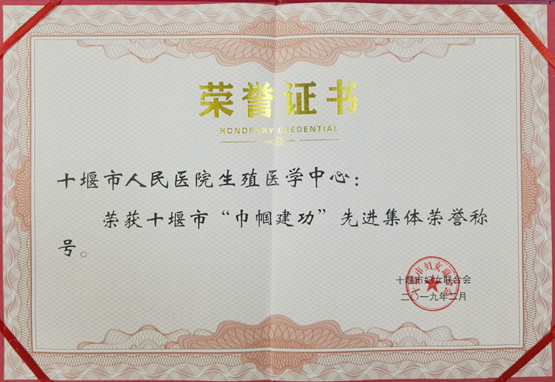 荣誉证书
HONORARY CREDENTIAL
十堰市人民医院生殖医学中心：
荣获十堰市“巾帼建功”先进集体荣誉称
号。
十堰市妇女联合会
二〇一九年二月